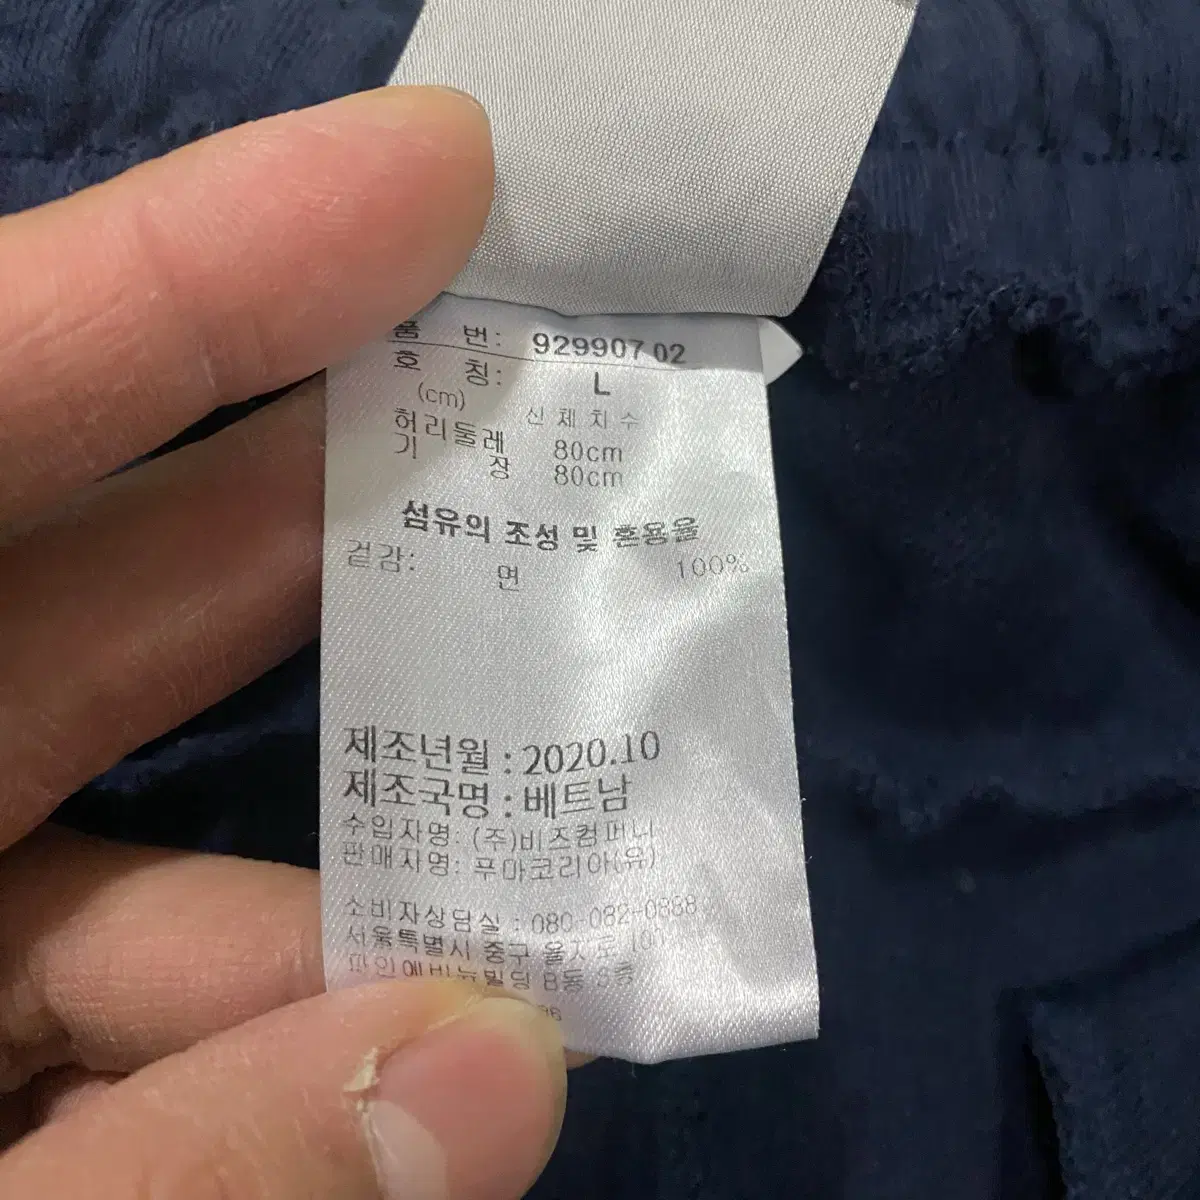 품 번: 929907 02
호 칭: L
(cm) 신체치수
허리둘레 80cm
기 장 80cm
섬유의 조성 및 혼용율
겉감: 면 100%
제조년월 : 2020.10
제조국명 : 베트남
수입자명: (주)비즈컴퍼니
판매자명: 푸마코리아(유)
소비자상담실 : 080-082-0888
서울특별시 중구 을지로 100
파인에비뉴빌딩 B동 8층